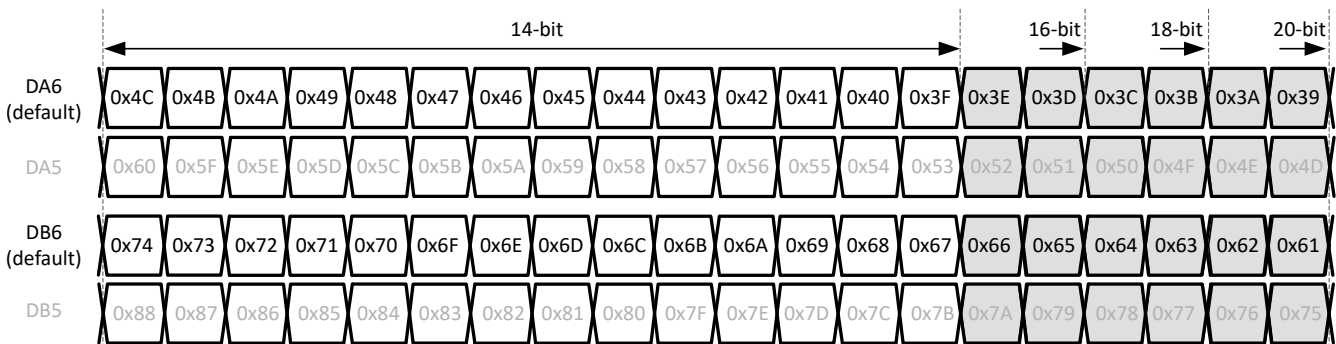 14-bit 16-bit 18-bit 20-bit
DA6 (default) 0x4C 0x4B 0x4A 0x49 0x48 0x47 0x46 0x45 0x44 0x43 0x42 0x41 0x40 0x3F 0x3E 0x3D 0x3C 0x3B 0x3A 0x39
DA5 0x60 0x5F 0x5E 0x5D 0x5C 0x5B 0x5A 0x59 0x58 0x57 0x56 0x55 0x54 0x53 0x52 0x51 0x50 0x4F 0x4E 0x4D
DB6 (default) 0x74 0x73 0x72 0x71 0x70 0x6F 0x6E 0x6D 0x6C 0x6B 0x6A 0x69 0x68 0x67 0x66 0x65 0x64 0x63 0x62 0x61
DB5 0x88 0x87 0x86 0x85 0x84 0x83 0x82 0x81 0x80 0x7F 0x7E 0x7D 0x7C 0x7B 0x7A 0x79 0x78 0x77 0x76 0x75